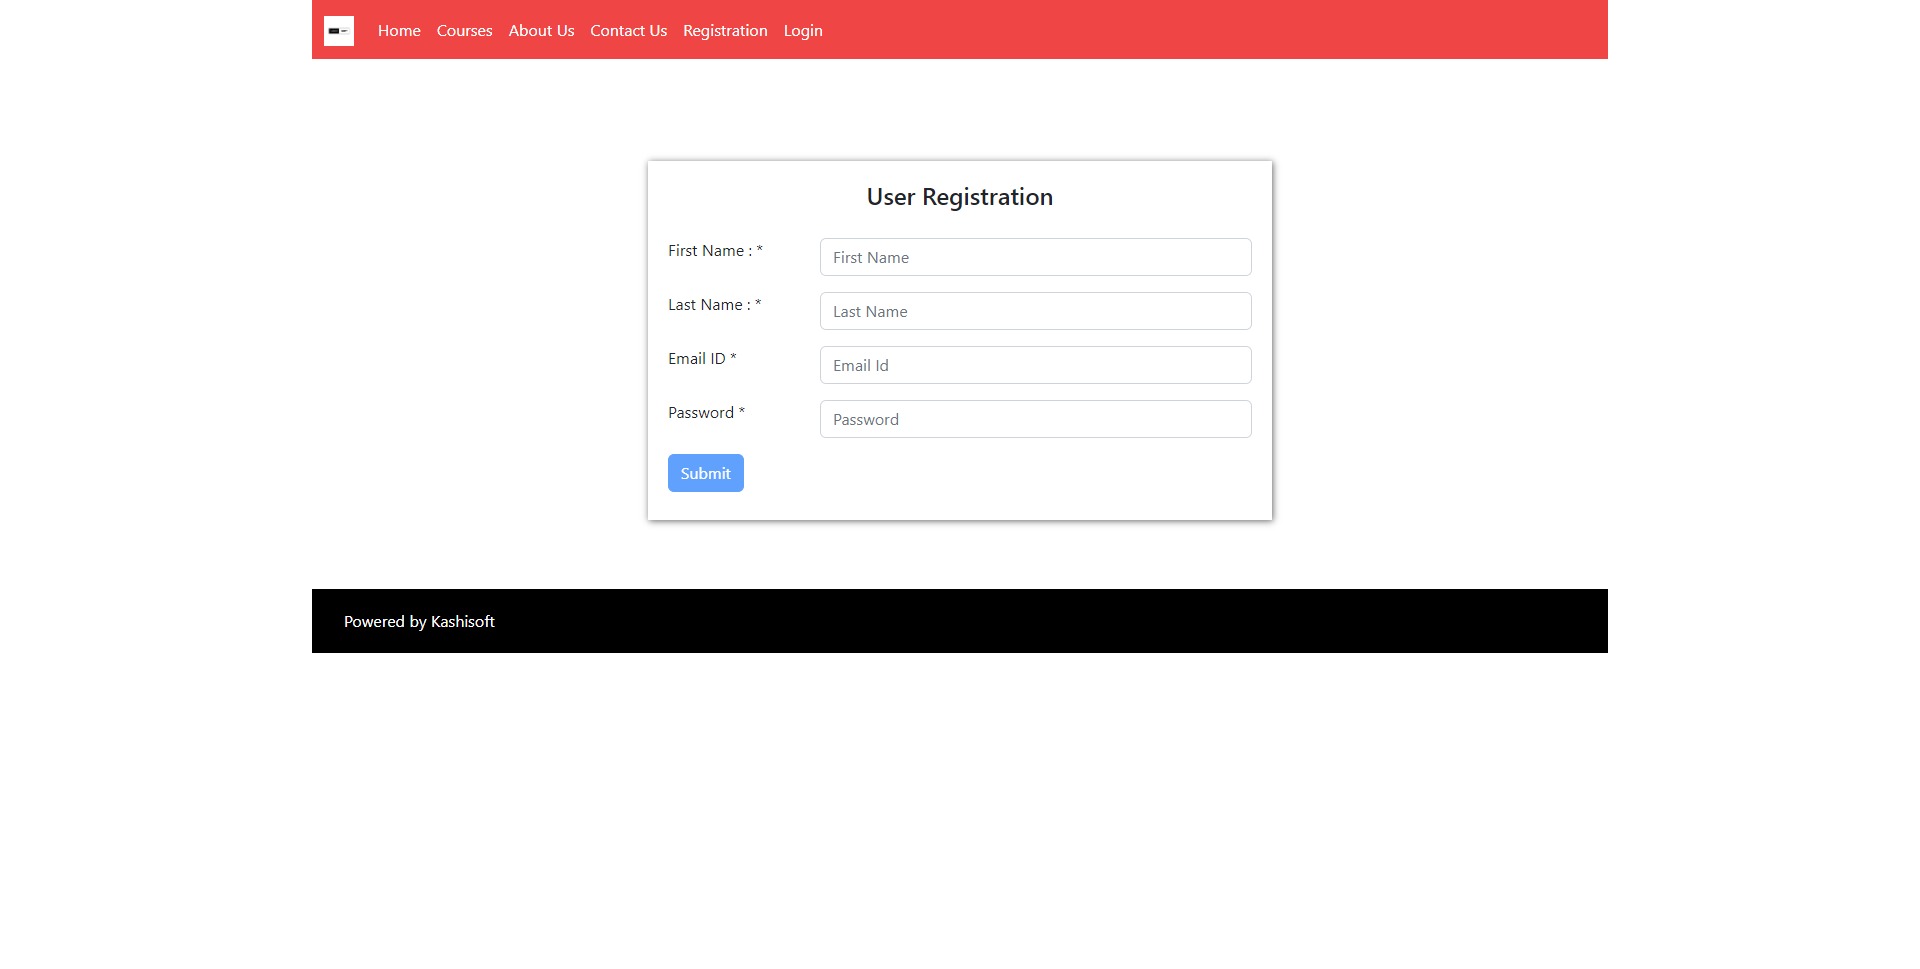 Home Courses About Us Contact Us Registration Login
User Registration
First Name : * First Name
Last Name : * Last Name
Email ID * Email Id
Password * Password
Submit
Powered by Kashisoft